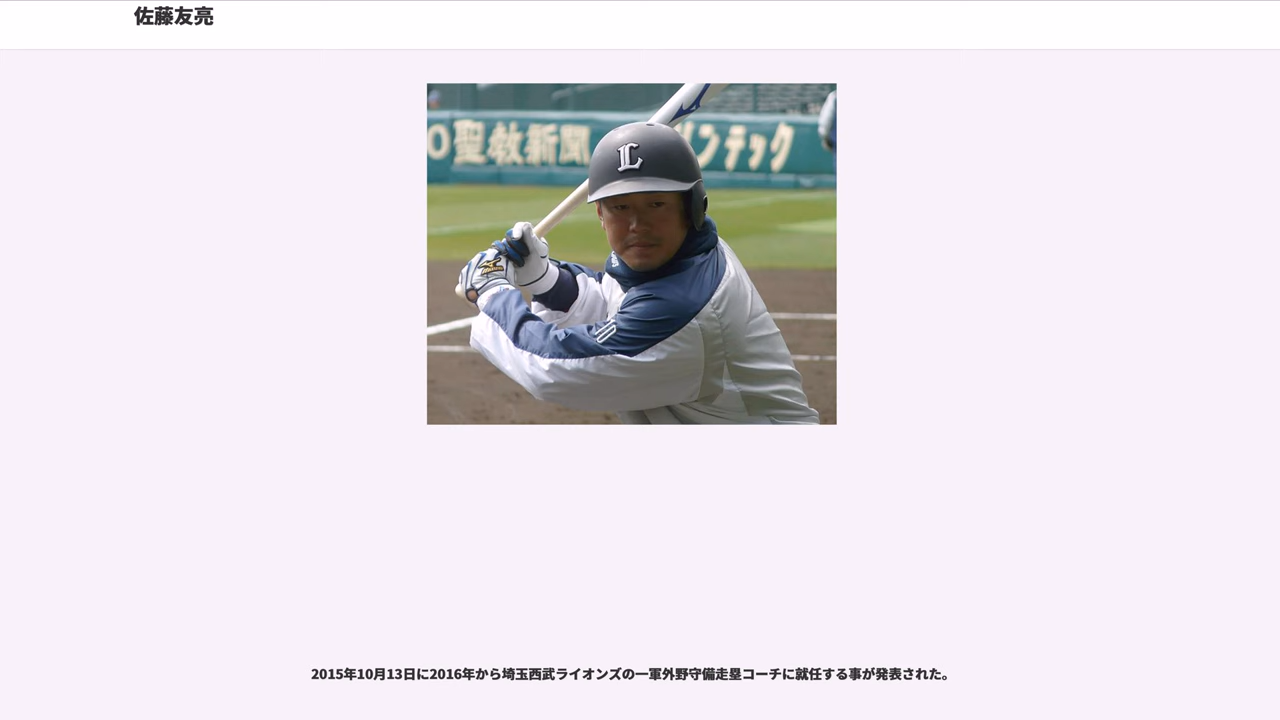 佐藤友亮
O聖教新聞
リンテック
L
10
2015年10月13日に2016年から埼玉西武ライオンズの一軍外野守備走塁コーチに就任する事が発表された。